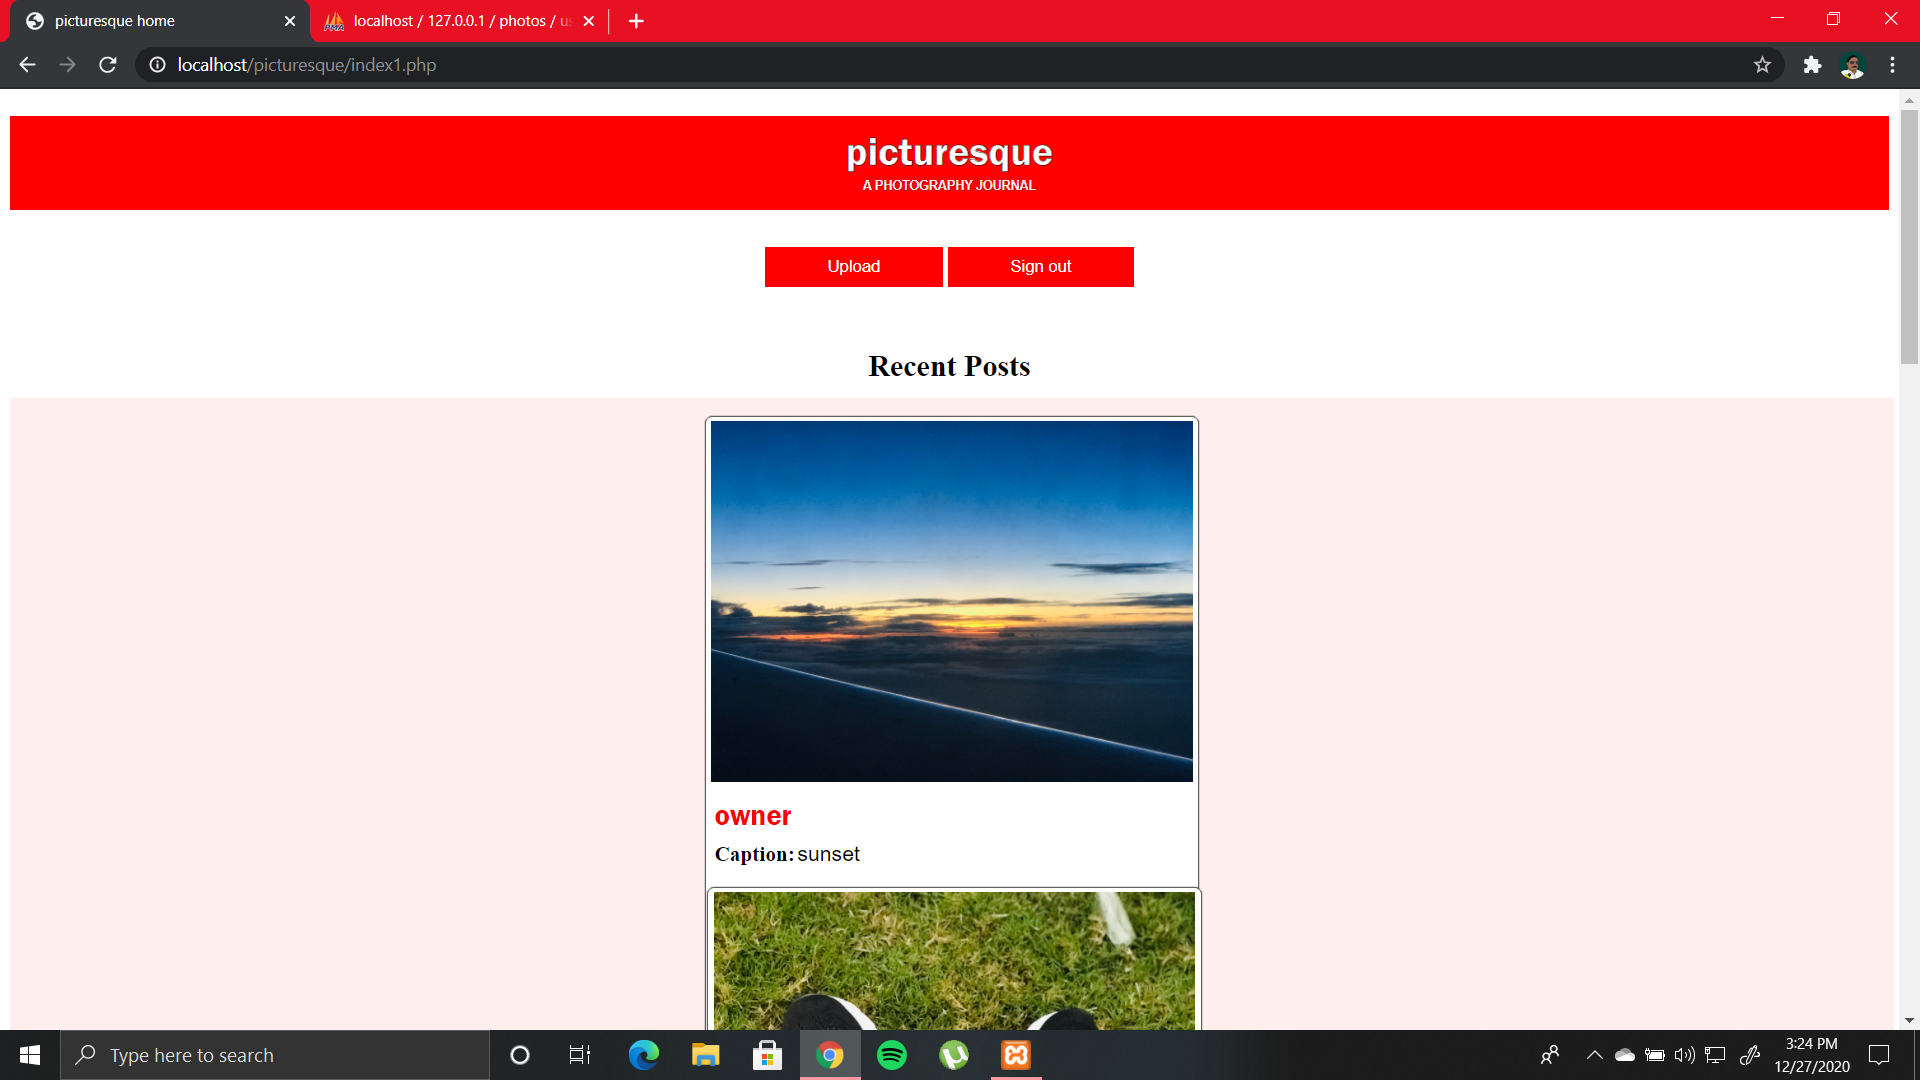 picturesque home
localhost / 127.0.0.1 / photos /
localhost/picturesque/index1.php
picturesque
A PHOTOGRAPHY JOURNAL
Upload
Sign out
Recent Posts
owner
Caption: sunset
Type here to search
3:24 PM
12/27/2020